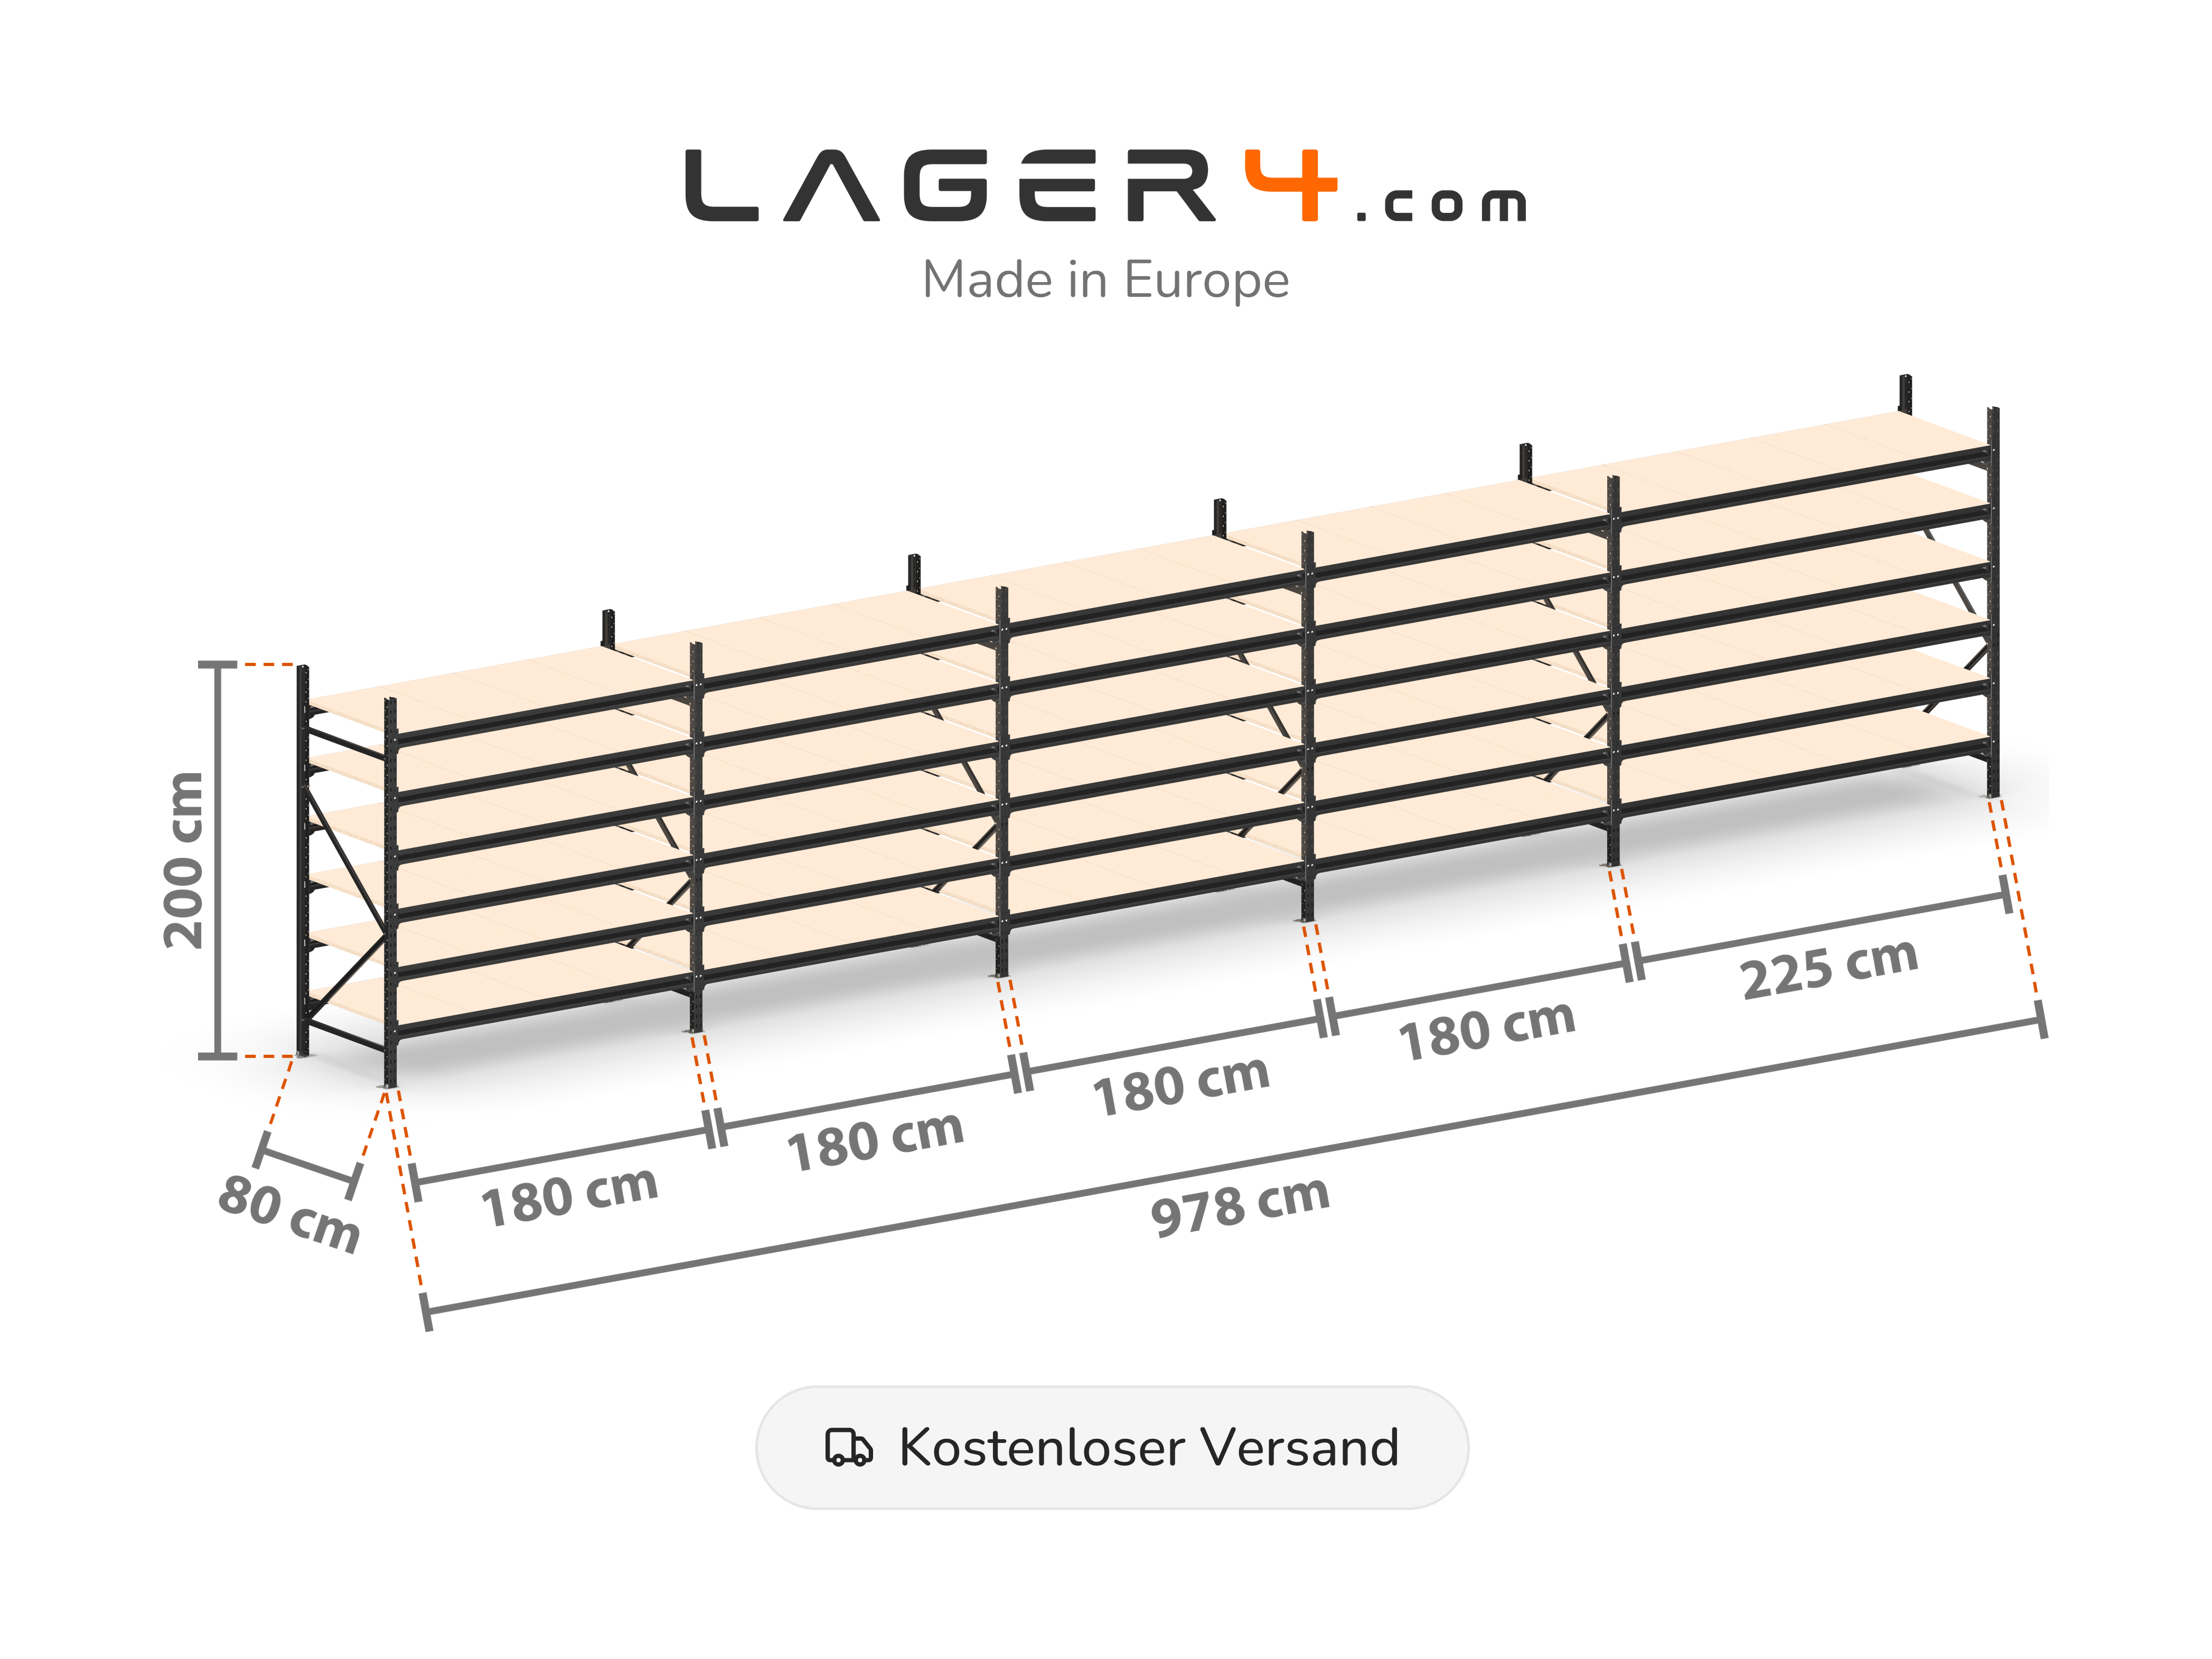 LAGER4.com
Made in Europe
200 cm
80 cm
180 cm
180 cm
180 cm
180 cm
225 cm
978 cm
Kostenloser Versand